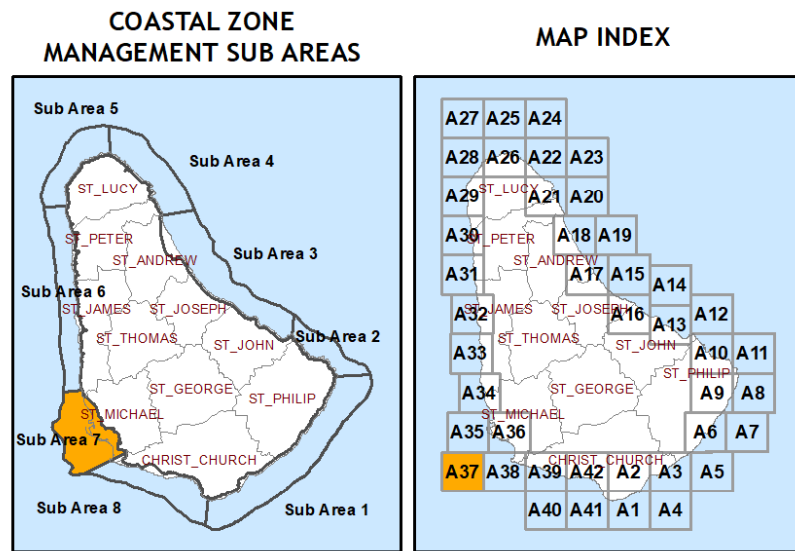 COASTAL ZONE
MANAGEMENT SUB AREAS
Sub Area 5
Sub Area 4
ST_LUCY
ST_PETER
Sub Area 3
ST_ANDREW
Sub Area 6
ST_JAMES
ST_JOSEPH
ST_THOMAS
Sub Area 2
ST_JOHN
ST_GEORGE
ST_PHILIP
ST_MICHAEL
Sub Area 7
CHRIST_CHURCH
Sub Area 8
Sub Area 1
MAP INDEX
A27 A25 A24
A28 A26 A22 A23
ST_LUCY
A29 A21 A20
A30 A18 A19
ST_PETER
ST_ANDREW
A31 A17 A15
A14
A32 A16 A12
ST_JAMES ST_JOSEPH
A13
ST_THOMAS ST_JOHN
A33 A10 A11
ST_PHILIP
ST_GEORGE
A34 A9 A8
ST_MICHAEL
A35 A36 A6 A7
CHRIST_CHURCH
A37 A38 A39 A42 A2 A3 A5
A40 A41 A1 A4